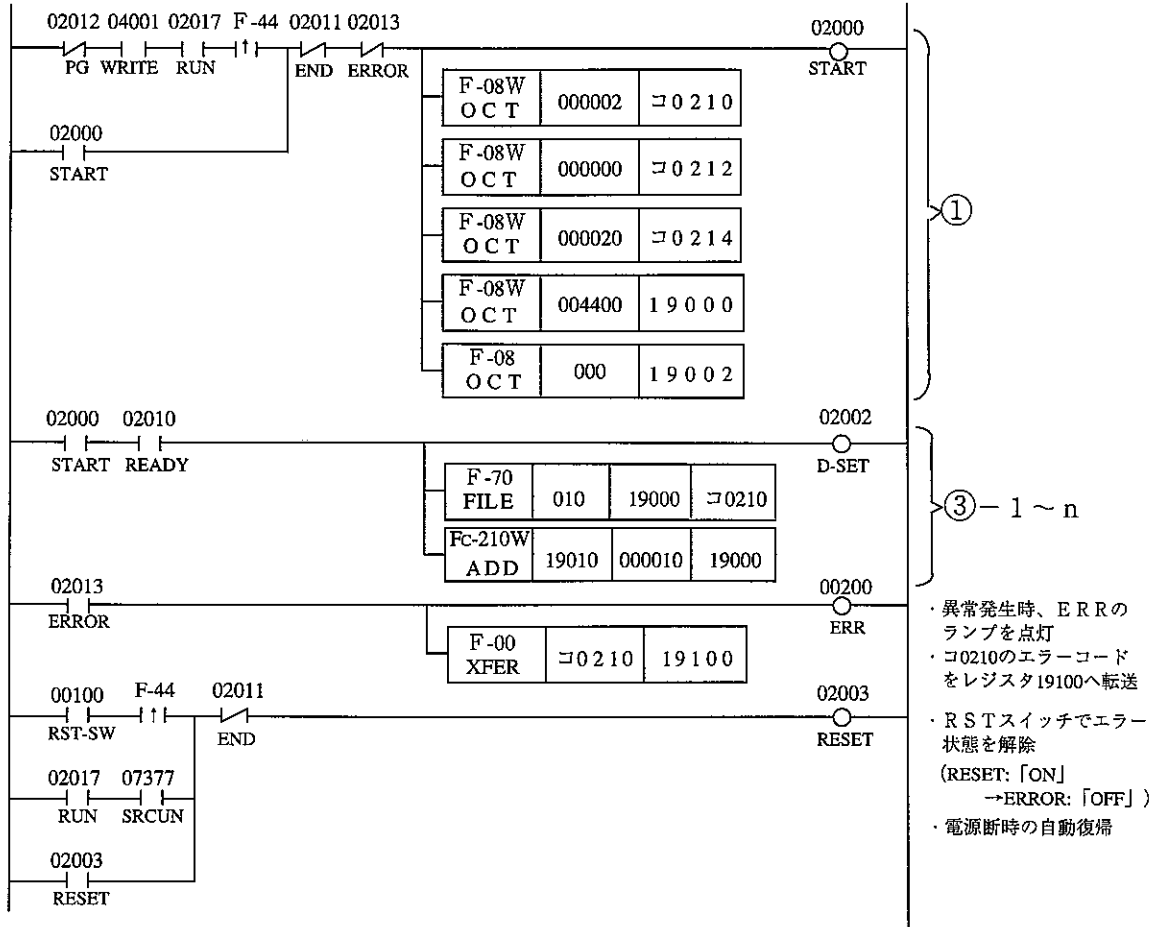 02012 04001 02017 F-44 02011 02013
02000
PG WRITE RUN ↑ END ERROR
START
F-08W
OCT
000002
コ0210
02000
START
F-08W
OCT
000000
コ0212
①
F-08W
OCT
000020
コ0214
F-08W
OCT
004400
19000
F-08
OCT
000
19002
02000 02010
02002
START READY
D-SET
F-70
FILE
010
19000
コ0210
③-1~n
Fc-210W
ADD
19010
000010
19000
02013
00200
ERROR
ERR
F-00
XFER
コ0210
19100
・異常発生時、ERRの
ランプを点灯
・コ0210のエラーコード
をレジスタ19100へ転送
00100 F-44 02011
02003
RST-SW ↑ END
RESET
・RSTスイッチでエラー
状態を解除
(RESET:「ON」
→ERROR:「OFF」)
02017 07377
RUN SRCUN
・電源断時の自動復帰
02003
RESET